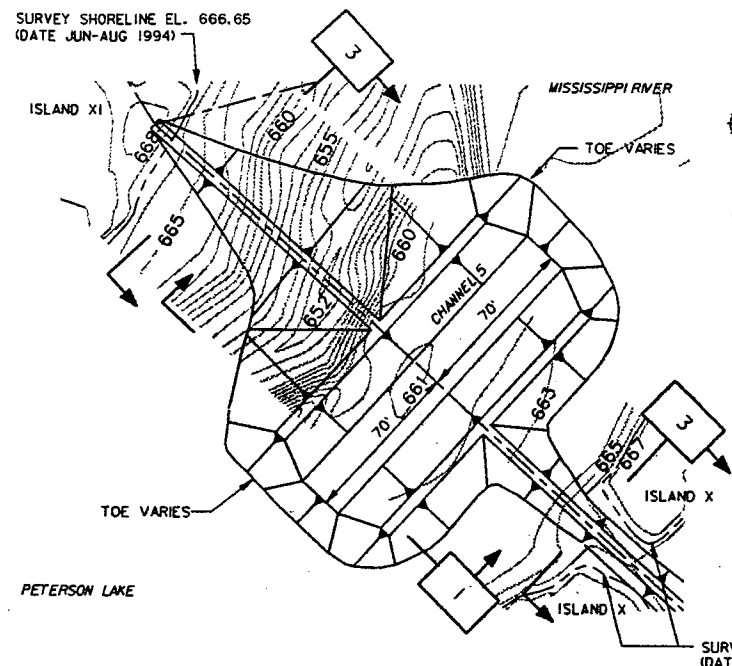 SURVEY SHORELINE EL. 666.65
(DATE JUN-AUG 1994)
3
ISLAND XI
MISSISSIPPI RIVER
668
660
655
TOE VARIES
665
660
652
CHANNEL 5
70'
661
70'
663
3
665
667
ISLAND X
TOE VARIES
1
PETERSON LAKE
ISLAND X
SURV
(DAT